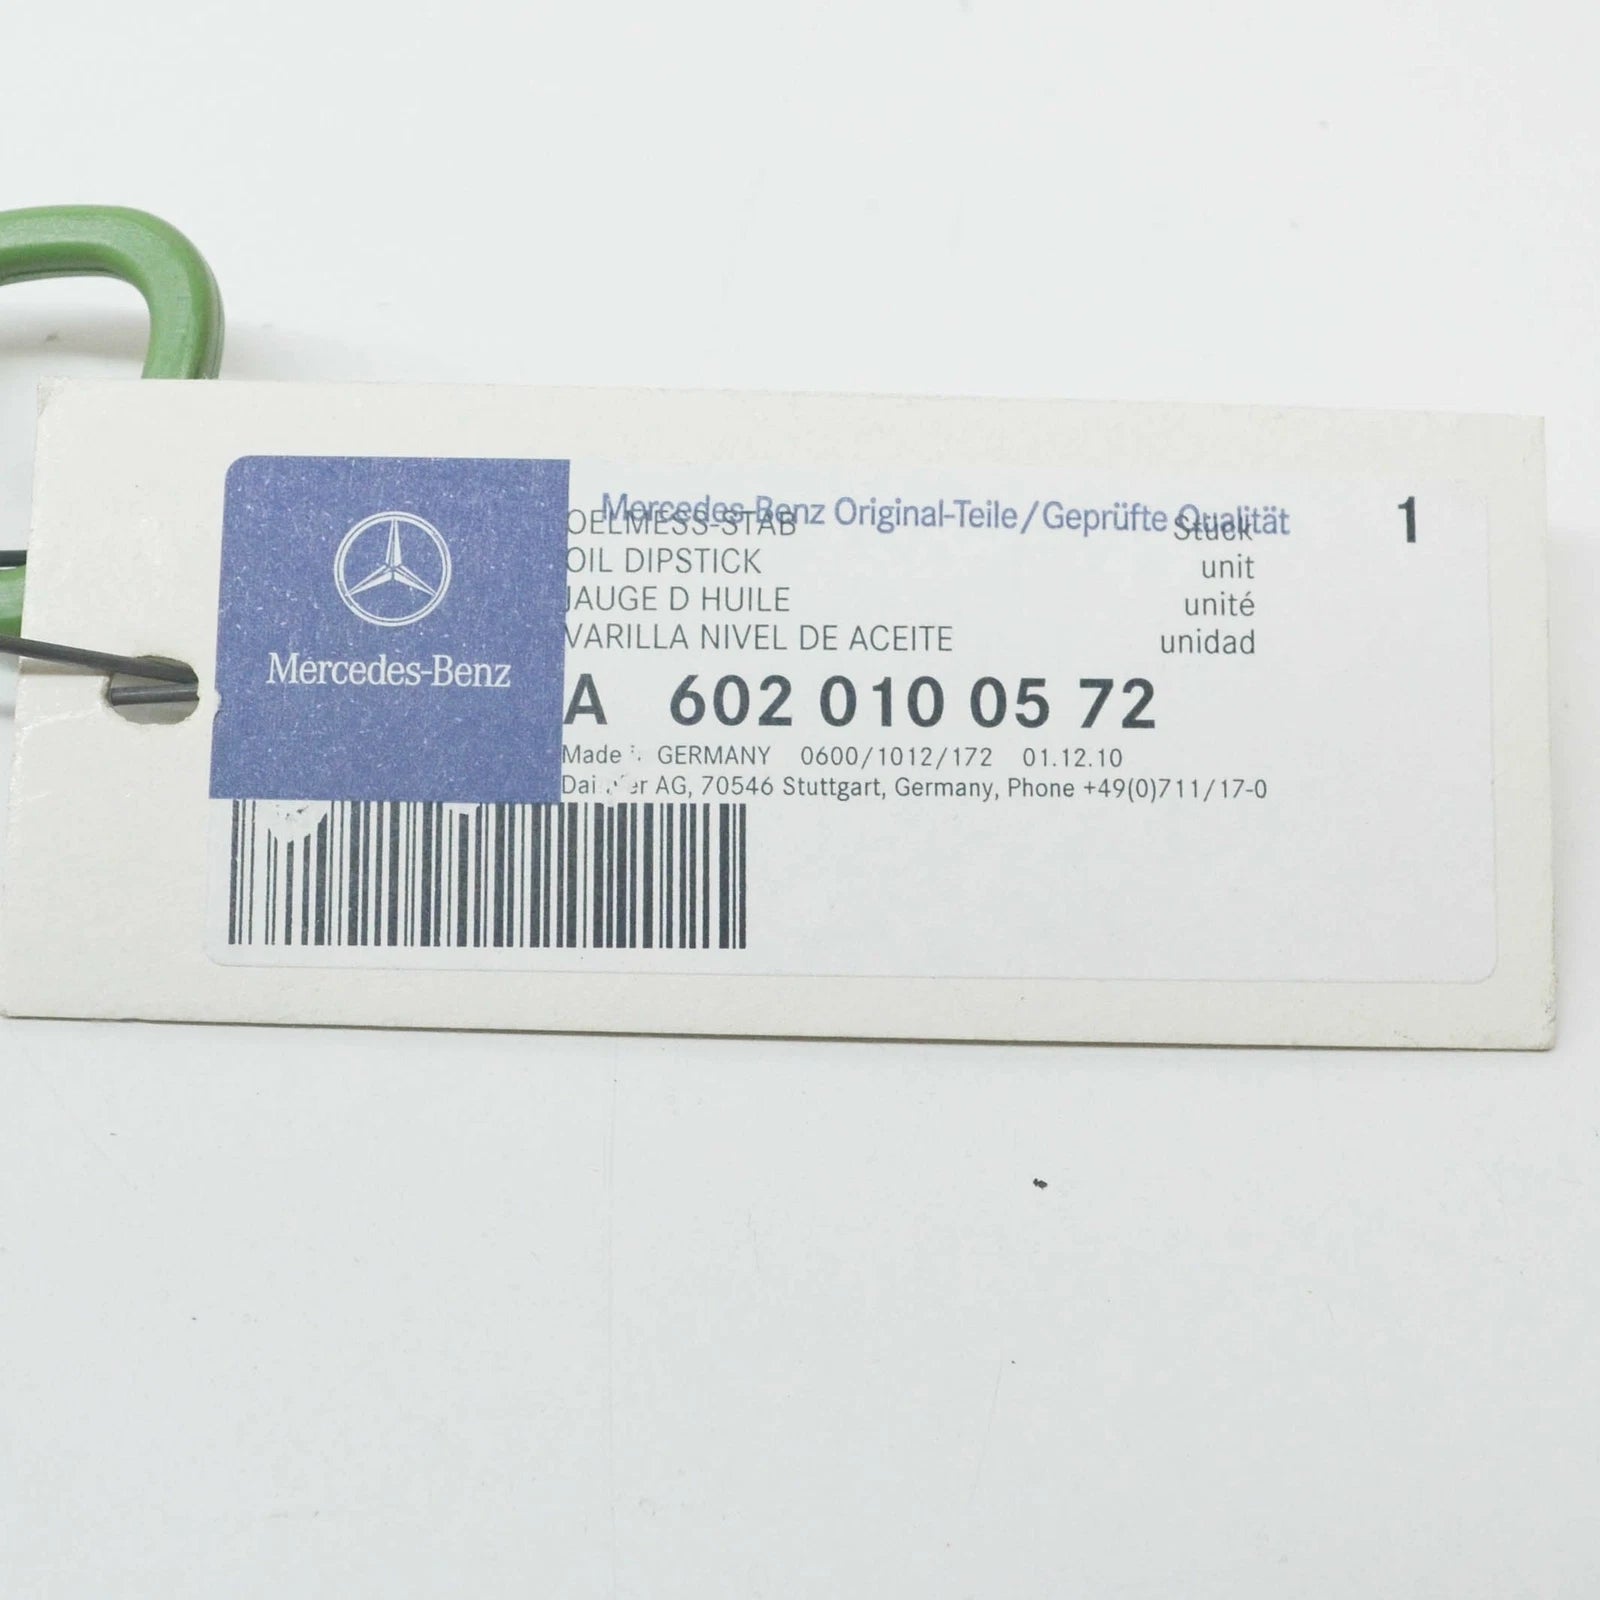 Mercedes-Benz
Mercedes-Benz Original-Teile/Geprüfte Qualität
OELMESS-STAB Stück 1
OIL DIPSTICK unit
JAUGE D HUILE unité
VARILLA NIVEL DE ACEITE unidad
A 602 010 05 72
Made GERMANY 0600/1012/172 01.12.10
AG, 70546 Stuttgart, Germany, Phone +49(0)711/17-0